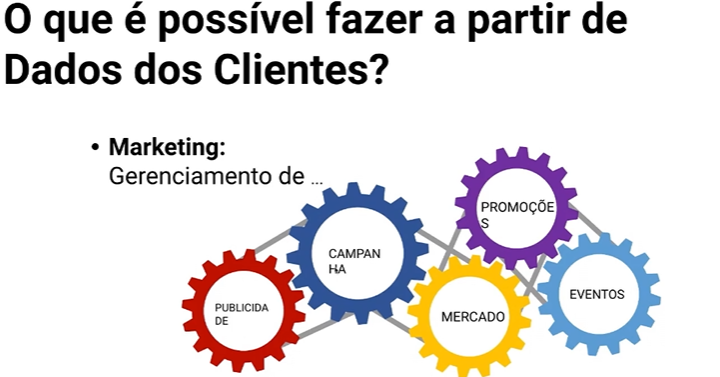 O que é possível fazer a partir de
Dados dos Clientes?
• Marketing:
Gerenciamento de ...
PROMOÇÕE
S
CAMPAN
HA
PUBLICIDA
DE
MERCADO
EVENTOS